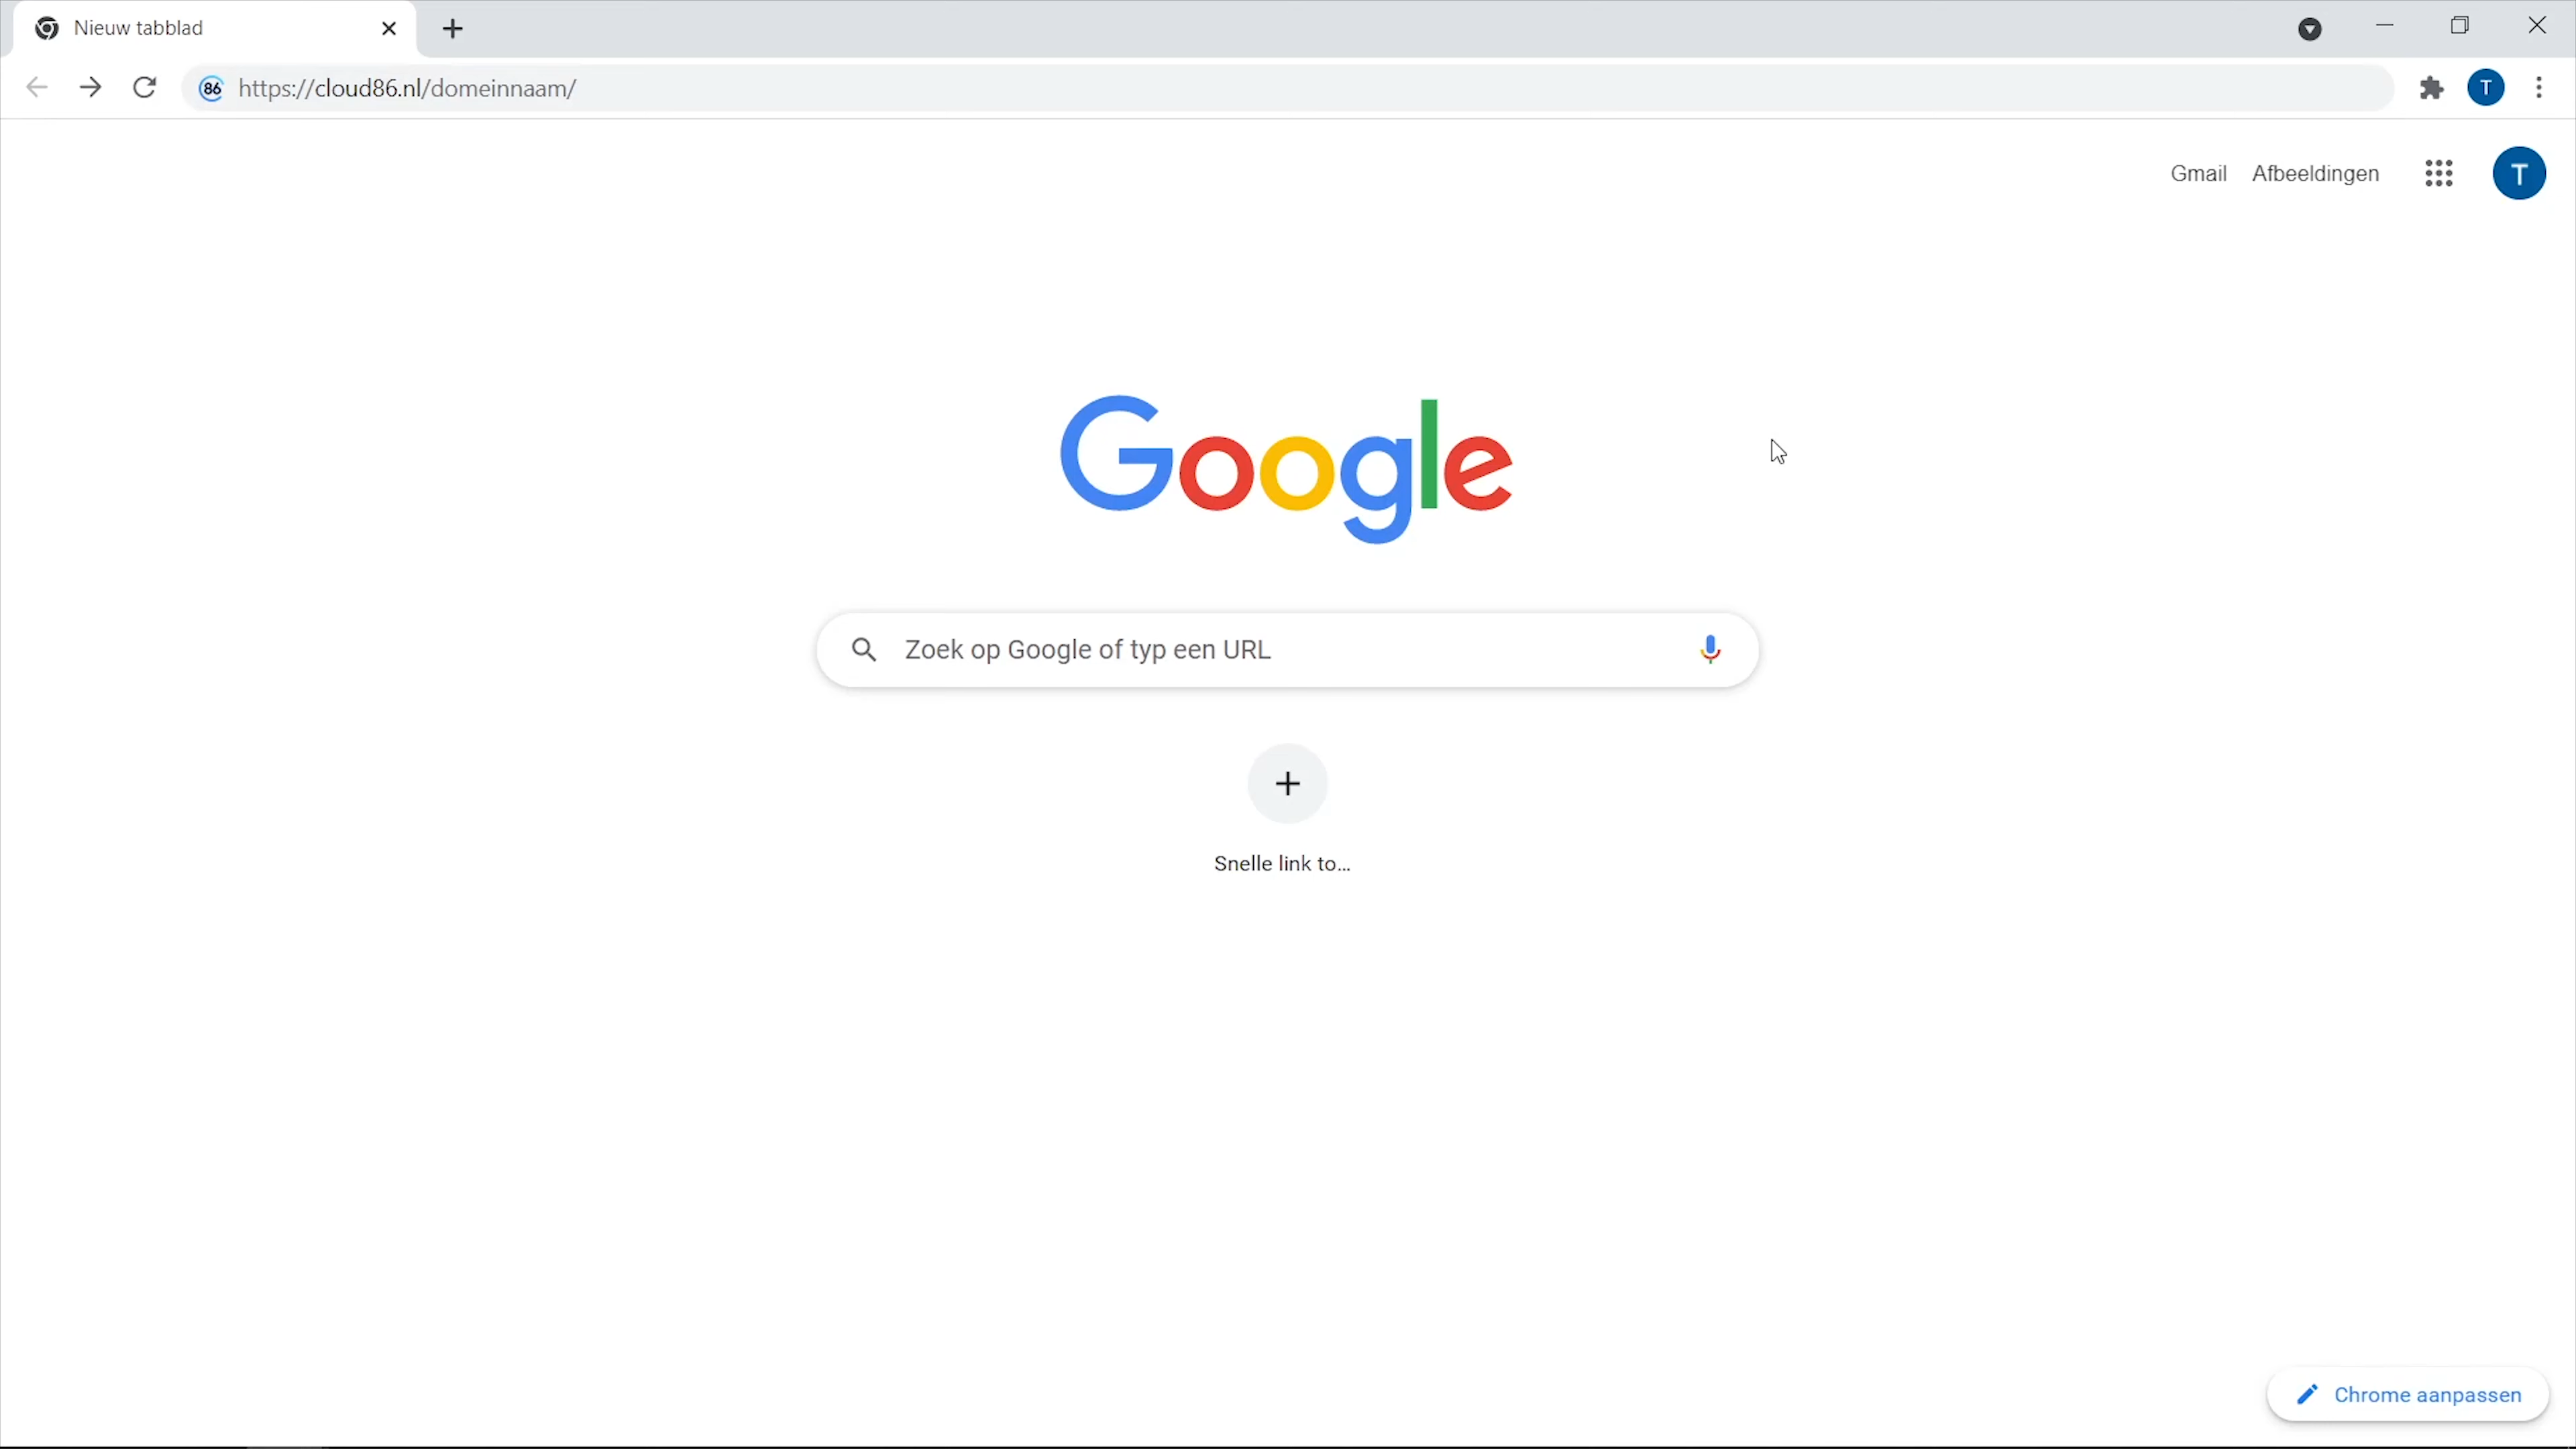 Nieuw tabblad
86 https://cloud86.nl/domeinnaam/ T
Gmail Afbeeldingen T
Google
Zoek op Google of typ een URL
Snelle link to...
Chrome aanpassen